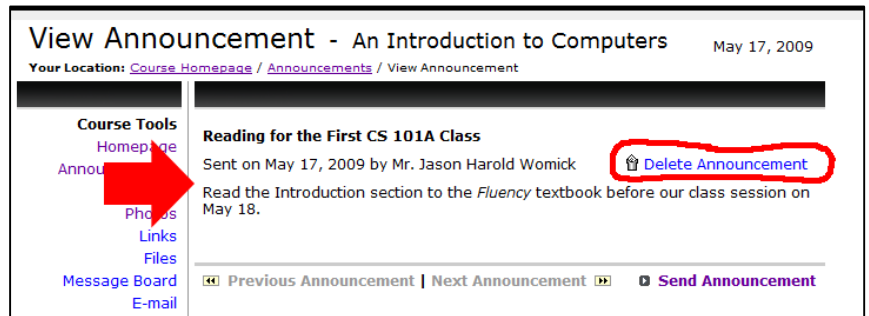 View Announcement - An Introduction to Computers
May 17, 2009
Your Location: Course Homepage / Announcements / View Announcement
Course Tools
Homepage
Photos
Links
Files
Message Board
E-mail
Reading for the First CS 101A Class
Sent on May 17, 2009 by Mr. Jason Harold Womick
Delete Announcement
Read the Introduction section to the Fluency textbook before our class session on
May 18.
Previous Announcement | Next Announcement
Send Announcement